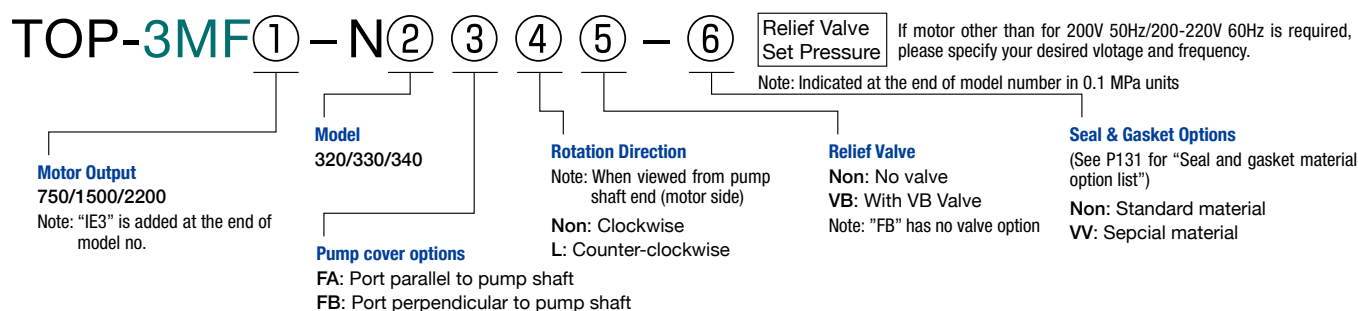 TOP-3MF① – N② ③ ④ ⑤ – ⑥
Relief Valve
Set Pressure
If motor other than for 200V 50Hz/200-220V 60Hz is required,
please specify your desired vlotage and frequency.
Note: Indicated at the end of model number in 0.1 MPa units
Motor Output
750/1500/2200
Note: “IE3” is added at the end of
model no.
Model
320/330/340
Pump cover options
FA: Port parallel to pump shaft
FB: Port perpendicular to pump shaft
Rotation Direction
Note: When viewed from pump
shaft end (motor side)
Non: Clockwise
L: Counter-clockwise
Relief Valve
Non: No valve
VB: With VB Valve
Note: ”FB” has no valve option
Seal & Gasket Options
(See P131 for “Seal and gasket material
option list”)
Non: Standard material
VV: Sepcial material